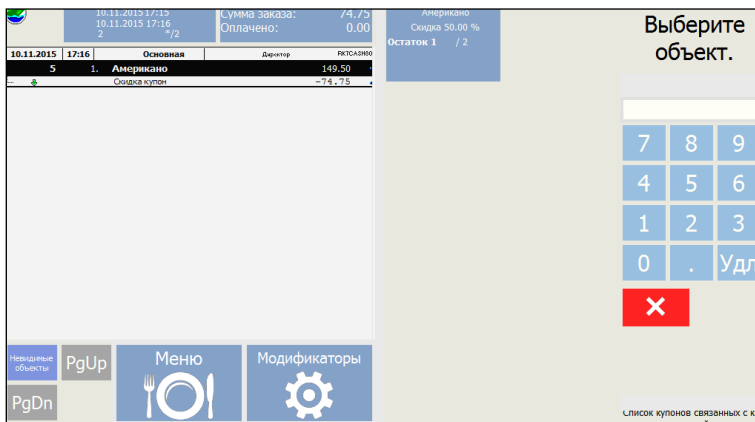 10.11.2015 17:15
10.11.2015 17:16
2 */2
Сумма заказа: 74.75
Оплачено: 0.00
Американо
Скидка 50.00 %
Остаток 1 / 2
Выберите
объект.
10.11.2015 17:16 Основная Директор
5 1. Американо 149.50
Скидка купон -74.75
7 8 9
4 5 6
1 2 3
0 . Удл
Невидимые
объекты
PgUp
Меню
Модификаторы
PgDn
Список купонов связанных с к